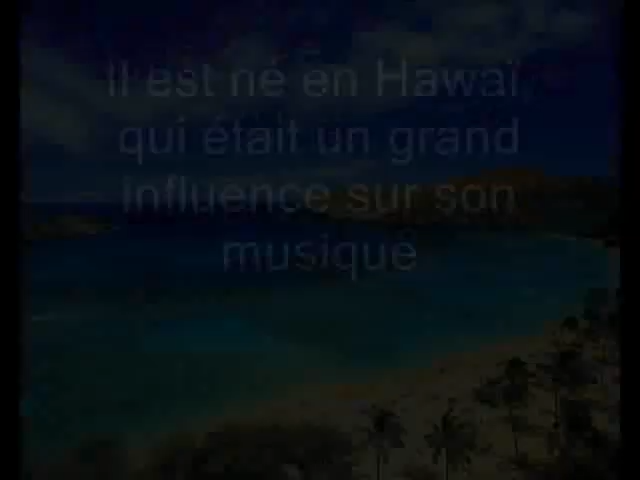 Il est né en Hawaï,
qui était un grand
influence sur son
musique